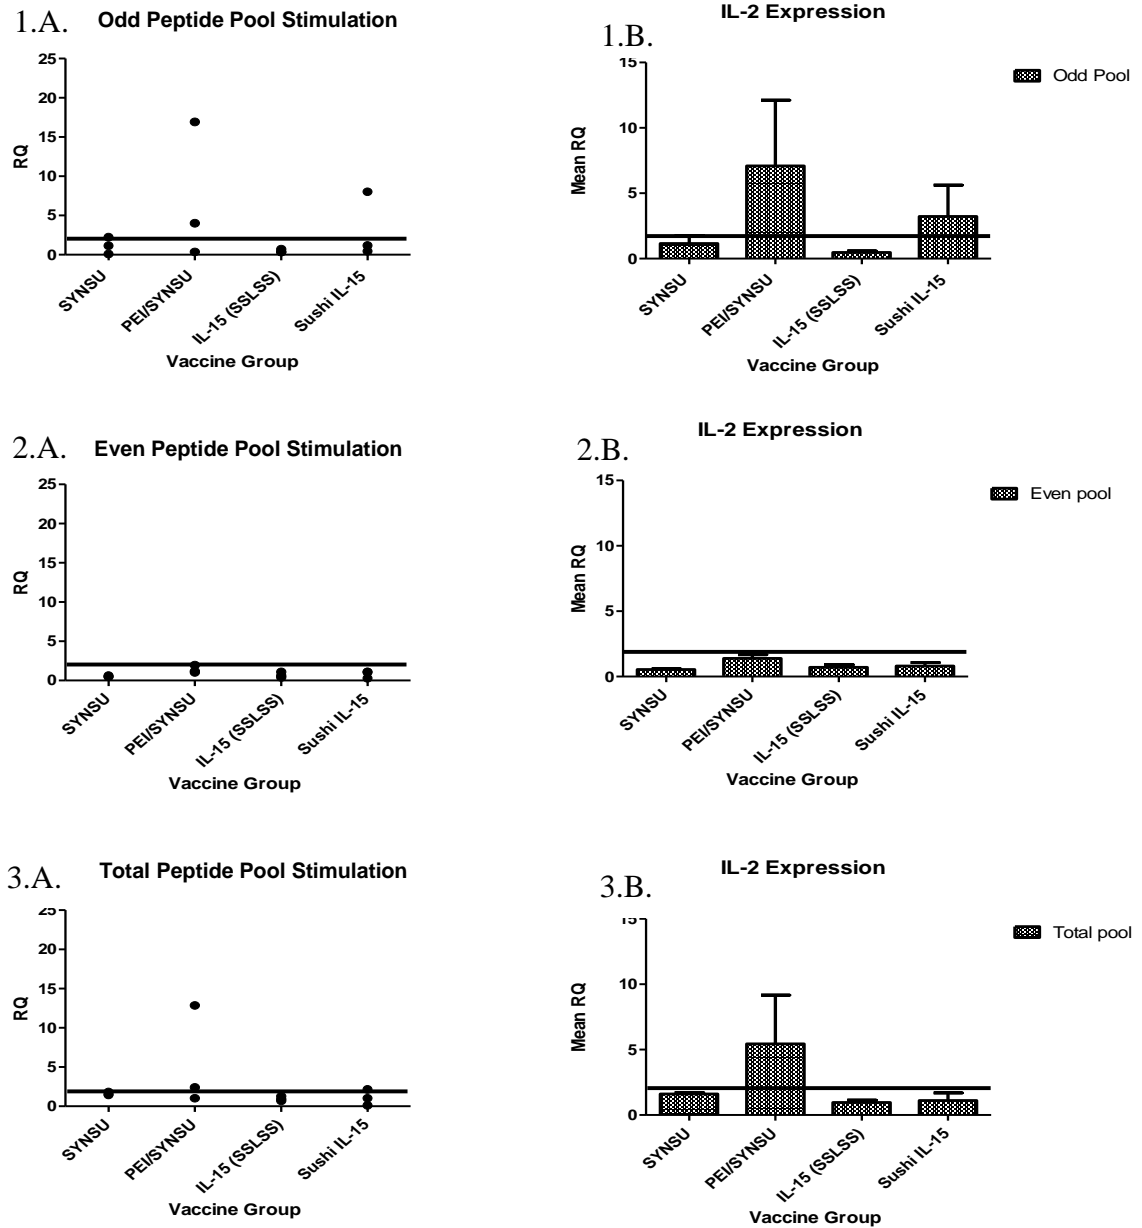 1.A. Odd Peptide Pool Stimulation
25
20
15
10
5
0
RQ
SYNSU
PEI/SYNSU
IL-15 (SSLSS)
Sushi IL-15
Vaccine Group
1.B. IL-2 Expression
15
10
5
0
Mean RQ
Odd Pool
SYNSU
PEI/SYNSU
IL-15 (SSLSS)
Sushi IL-15
Vaccine Group
2.A. Even Peptide Pool Stimulation
25
20
15
10
5
0
RQ
SYNSU
PEI/SYNSU
IL-15 (SSLSS)
Sushi IL-15
Vaccine Group
2.B. IL-2 Expression
15
10
5
0
Mean RQ
Even pool
SYNSU
PEI/SYNSU
IL-15 (SSLSS)
Sushi IL-15
Vaccine Group
3.A. Total Peptide Pool Stimulation
25
20
15
10
5
0
RQ
SYNSU
PEI/SYNSU
IL-15 (SSLSS)
Sushi IL-15
Vaccine Group
3.B. IL-2 Expression
15
10
5
0
Mean RQ
Total pool
SYNSU
PEI/SYNSU
IL-15 (SSLSS)
Sushi IL-15
Vaccine Group